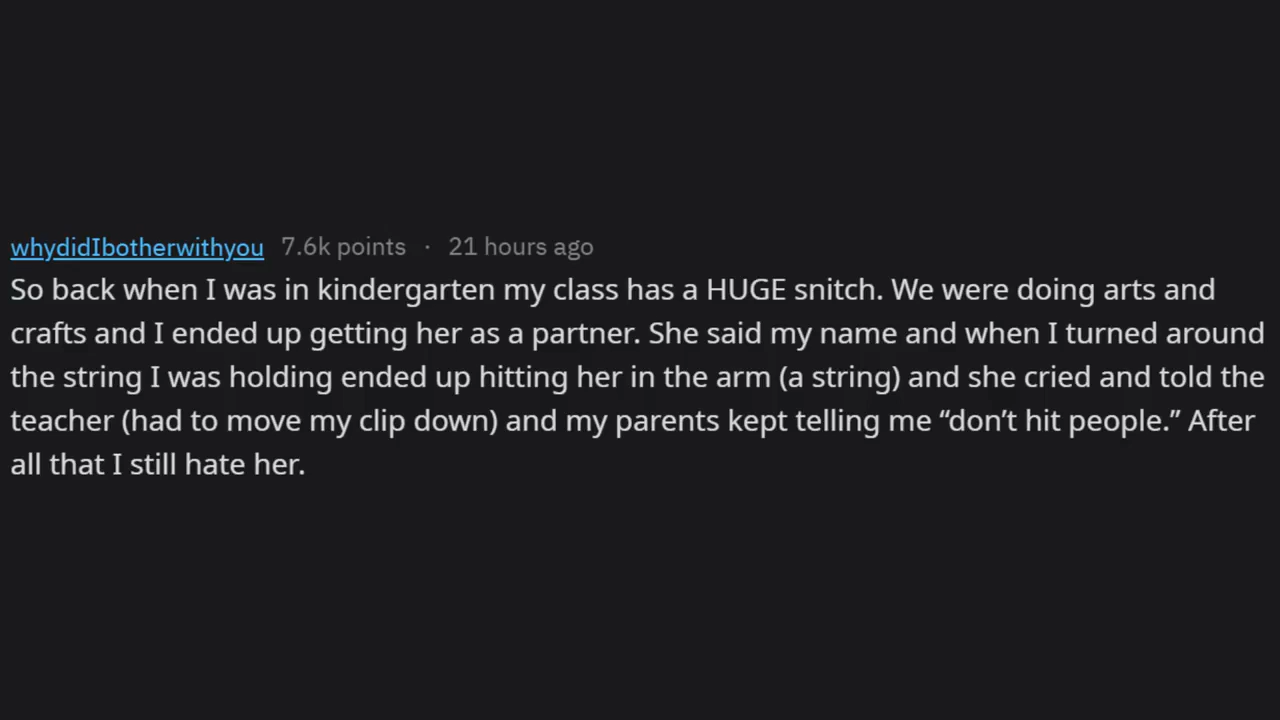 whydidIbotherwithyou 7.6k points · 21 hours ago
So back when I was in kindergarten my class has a HUGE snitch. We were doing arts and
crafts and I ended up getting her as a partner. She said my name and when I turned around
the string I was holding ended up hitting her in the arm (a string) and she cried and told the
teacher (had to move my clip down) and my parents kept telling me “don’t hit people.” After
all that I still hate her.